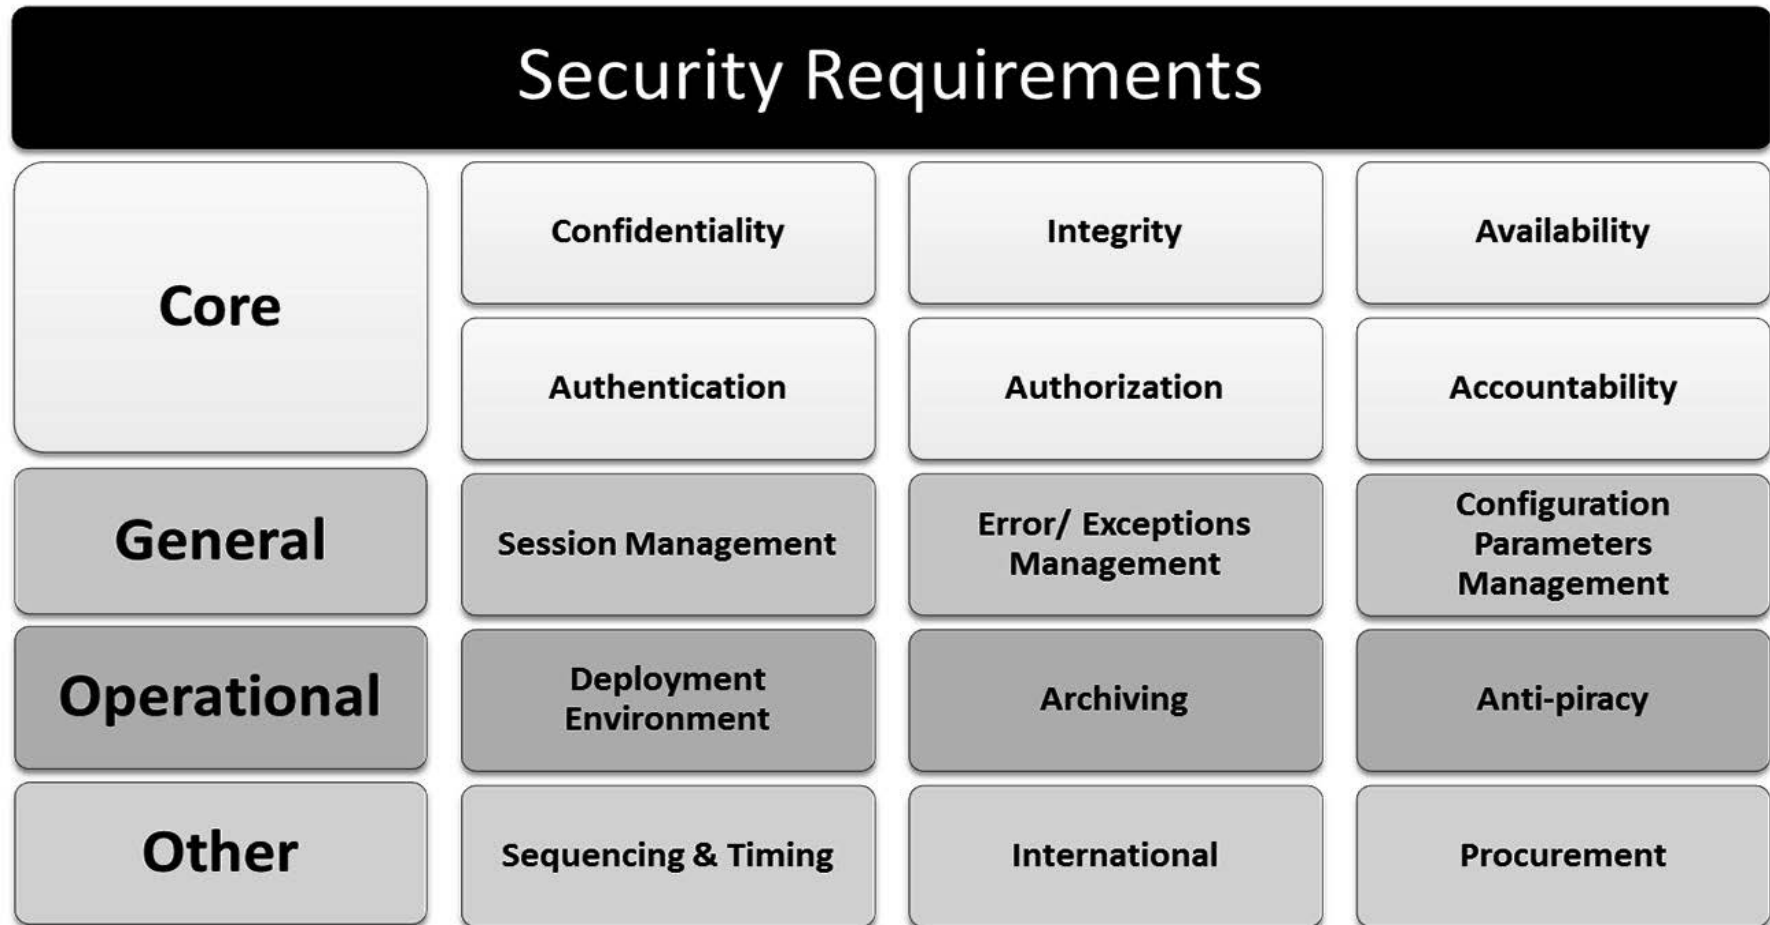 Security Requirements
Core
Confidentiality
Integrity
Availability
Authentication
Authorization
Accountability
General
Session Management
Error/ Exceptions
Management
Configuration
Parameters
Management
Operational
Deployment
Environment
Archiving
Anti-piracy
Other
Sequencing & Timing
International
Procurement